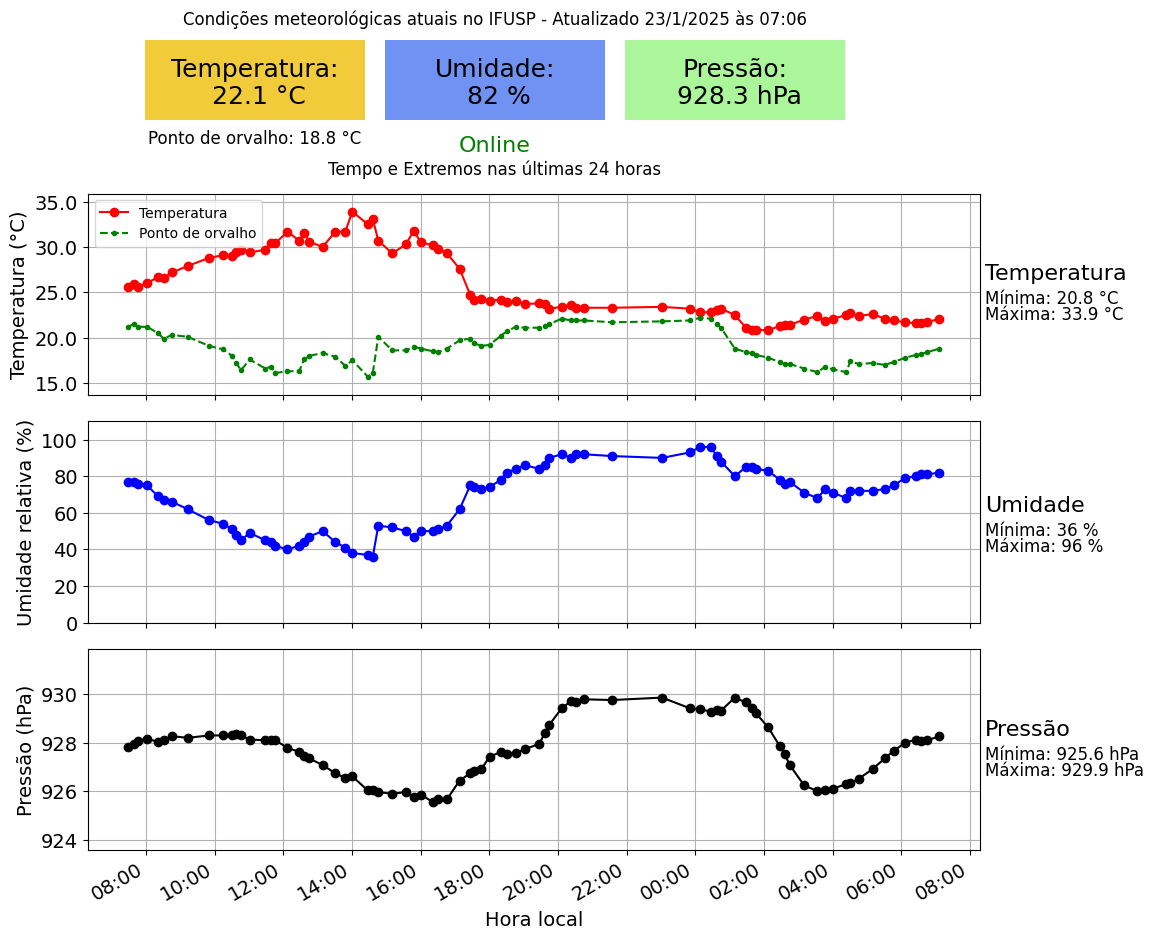 Condições meteorológicas atuais no IFUSP - Atualizado 23/1/2025 às 07:06
Temperatura:
22.1 °C
Umidade:
82 %
Pressão:
928.3 hPa
Ponto de orvalho: 18.8 °C
Online
Tempo e Extremos nas últimas 24 horas
Temperatura (°C)
35.0
30.0
25.0
20.0
15.0
Temperatura
Ponto de orvalho
Temperatura
Mínima: 20.8 °C
Máxima: 33.9 °C
Umidade relativa (%)
100
80
60
40
20
0
Umidade
Mínima: 36 %
Máxima: 96 %
Pressão (hPa)
930
928
926
924
Pressão
Mínima: 925.6 hPa
Máxima: 929.9 hPa
08:00
10:00
12:00
14:00
16:00
18:00
20:00
22:00
00:00
02:00
04:00
06:00
08:00
Hora local